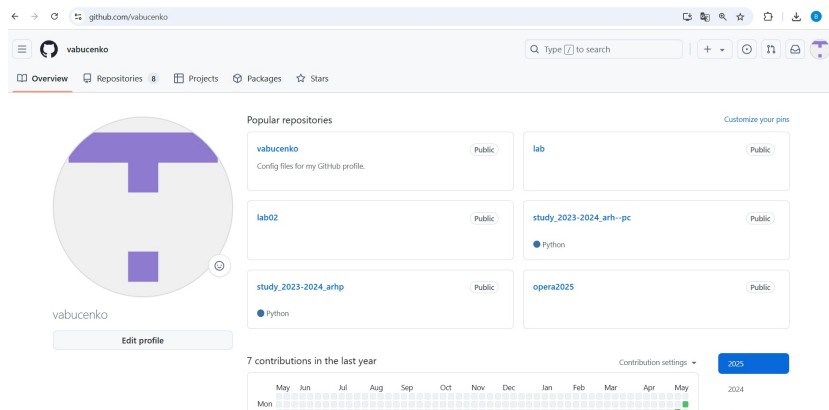 github.com/vabucenko
B
vabucenko
Type / to search
Overview Repositories 8 Projects Packages Stars
Popular repositories Customize your pins
vabucenko Public
Config files for my GitHub profile.
lab Public
lab02 Public
study_2023-2024_arh--pc Public
Python
study_2023-2024_arhp Public
Python
opera2025 Public
vabucenko
Edit profile
7 contributions in the last year Contribution settings 2025
May Jun Jul Aug Sep Oct Nov Dec Jan Feb Mar Apr May 2024
Mon